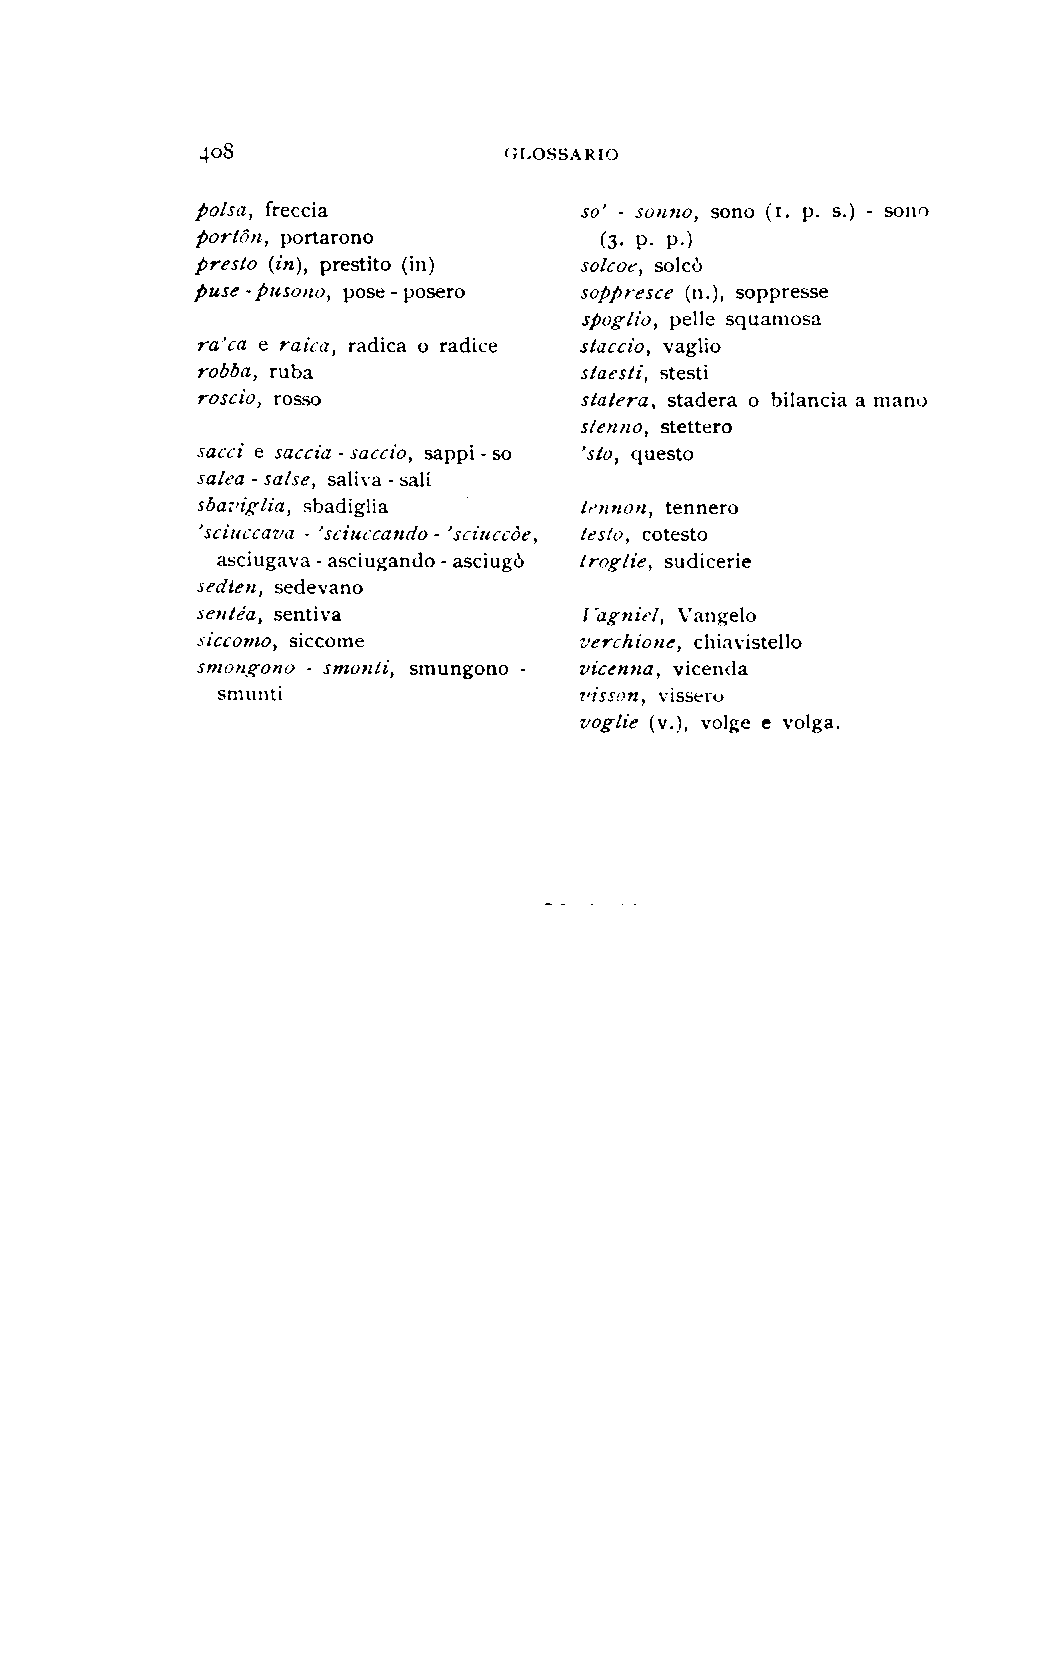 408 GLOSSARIO
polsa, freccia
portôn, portarono
presto (in), prestito (in)
puse - pusono, pose - posero
ra'ca e raica, radica o radice
robba, ruba
roscio, rosso
sacci e saccia - saccio, sappi - so
salea - salse, saliva - salí
sbaviglia, sbadiglia
'sciuccava - 'sciuccando - 'sciuccòe,
asciugava - asciugando - asciugò
sedien, sedevano
sentéa, sentiva
siccomo, siccome
smongono - smonti, smungono -
smunti
so' - sonno, sono (1. p. s.) - sono
(3. p. p.)
solcoe, solcò
soppresce (n.), soppresse
spoglio, pelle squamosa
staccio, vaglio
staesti, stesti
statera, stadera o bilancia a mano
stenno, stettero
'sto, questo
tennon, tennero
testo, cotesto
troglie, sudicerie
Vagniel, Vangelo
verchione, chiavistello
vicenna, vicenda
visson, vissero
voglie (v.), volge e volga.